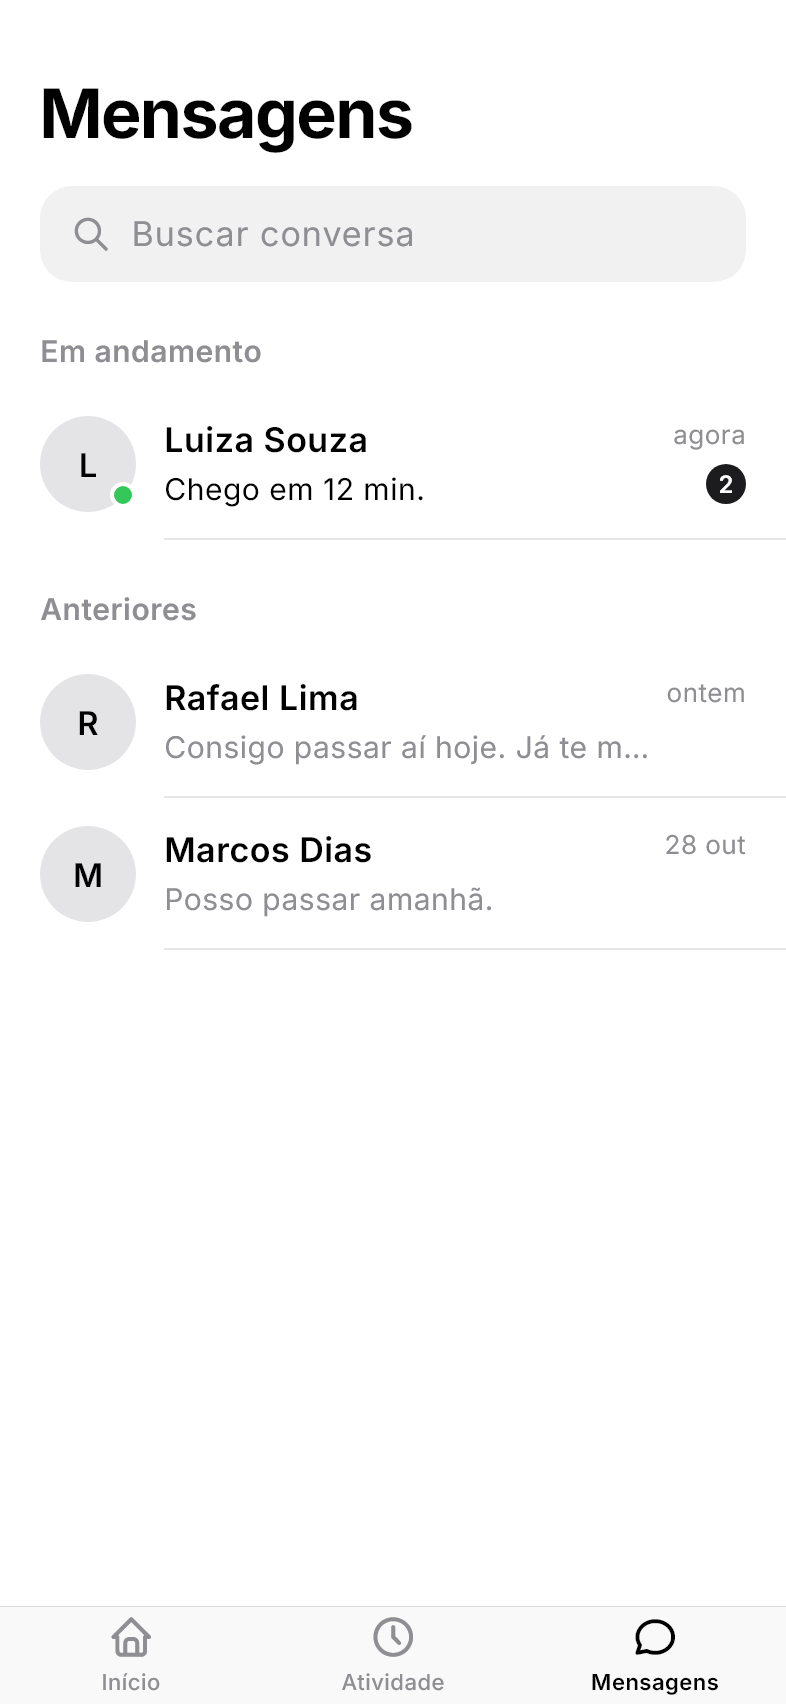 Mensagens
Buscar conversa
Em andamento
L
Luiza Souza
agora
Chego em 12 min.
2
Anteriores
R
Rafael Lima
ontem
Consigo passar aí hoje. Já te m...
M
Marcos Dias
28 out
Posso passar amanhã.
Início
Atividade
Mensagens